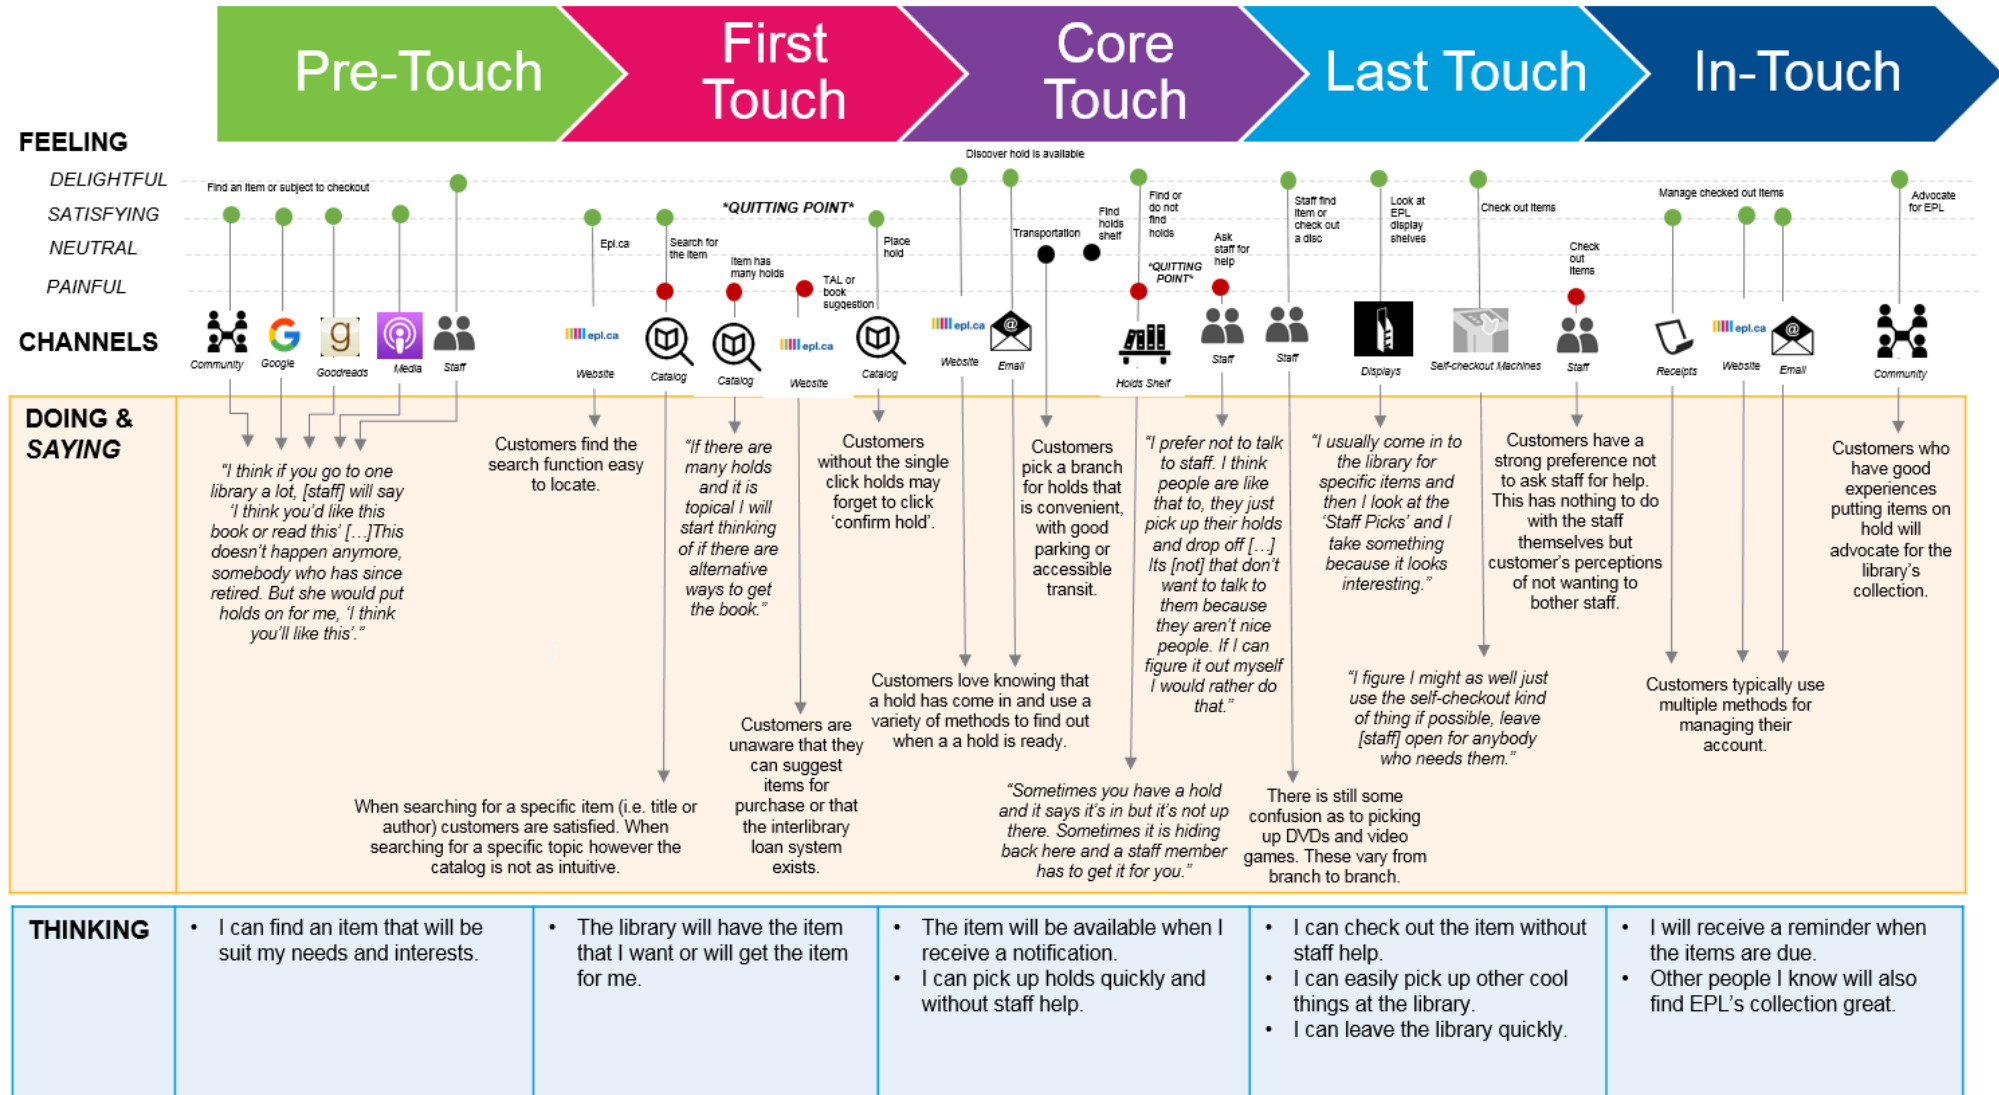 Pre-Touch
First
Touch
Core
Touch
Last Touch
In-Touch
FEELING
DELIGHTFUL
SATISFYING
NEUTRAL
PAINFUL
Find an item or subject to checkout
Epl.ca
Search for
the item
*QUITTING POINT*
Item has
many holds
TAL or
book
suggestion
Place
hold
Discover hold is available
Transportation
Find
holds
shelf
Find or
do not
find
holds
*QUITTING
POINT*
Ask
staff for
help
Staff find
item or
check out
a disc
Look at
EPL
display
shelves
Check out items
Check
out
items
Manage checked out items
Advocate
for EPL
CHANNELS
Community
Google
g
Goodreads
Media
Staff
epl.ca
Website
Catalog
Catalog
epl.ca
Website
Catalog
epl.ca
Website
@
Email
Holds Shelf
Staff
Staff
Displays
Self-checkout Machines
Staff
Receipts
epl.ca
Website
@
Email
Community
DOING &
SAYING
“I think if you go to one
library a lot, [staff] will say
‘I think you’d like this
book or read this’ […]This
doesn’t happen anymore,
somebody who has since
retired. But she would put
holds on for me, ‘I think
you’ll like this’.”
Customers find the
search function easy
to locate.
When searching for a specific item (i.e. title or
author) customers are satisfied. When
searching for a specific topic however the
catalog is not as intuitive.
“If there are
many holds
and it is
topical I will
start thinking
of if there are
alternative
ways to get
the book.”
Customers are
unaware that they
can suggest
items for
purchase or that
the interlibrary
loan system
exists.
Customers
without the single
click holds may
forget to click
‘confirm hold’.
Customers love knowing that
a hold has come in and use a
variety of methods to find out
when a a hold is ready.
Customers
pick a branch
for holds that
is convenient,
with good
parking or
accessible
transit.
“Sometimes you have a hold
and it says it’s in but it’s not up
there. Sometimes it is hiding
back here and a staff member
has to get it for you.”
“I prefer not to talk
to staff. I think
people are like
that to, they just
pick up their holds
and drop off […]
Its [not] that don’t
want to talk to
them because
they aren’t nice
people. If I can
figure it out myself
I would rather do
that.”
There is still some
confusion as to picking
up DVDs and video
games. These vary from
branch to branch.
“I usually come in to
the library for
specific items and
then I look at the
‘Staff Picks’ and I
take something
because it looks
interesting.”
“I figure I might as well just
use the self-checkout kind
of thing if possible, leave
[staff] open for anybody
who needs them.”
Customers have a
strong preference not
to ask staff for help.
This has nothing to do
with the staff
themselves but
customer’s perceptions
of not wanting to
bother staff.
Customers typically use
multiple methods for
managing their
account.
Customers who
have good
experiences
putting items on
hold will
advocate for the
library’s
collection.
THINKING
• I can find an item that will be
suit my needs and interests.
• The library will have the item
that I want or will get the item
for me.
• The item will be available when I
receive a notification.
• I can pick up holds quickly and
without staff help.
• I can check out the item without
staff help.
• I can easily pick up other cool
things at the library.
• I can leave the library quickly.
• I will receive a reminder when
the items are due.
• Other people I know will also
find EPL’s collection great.